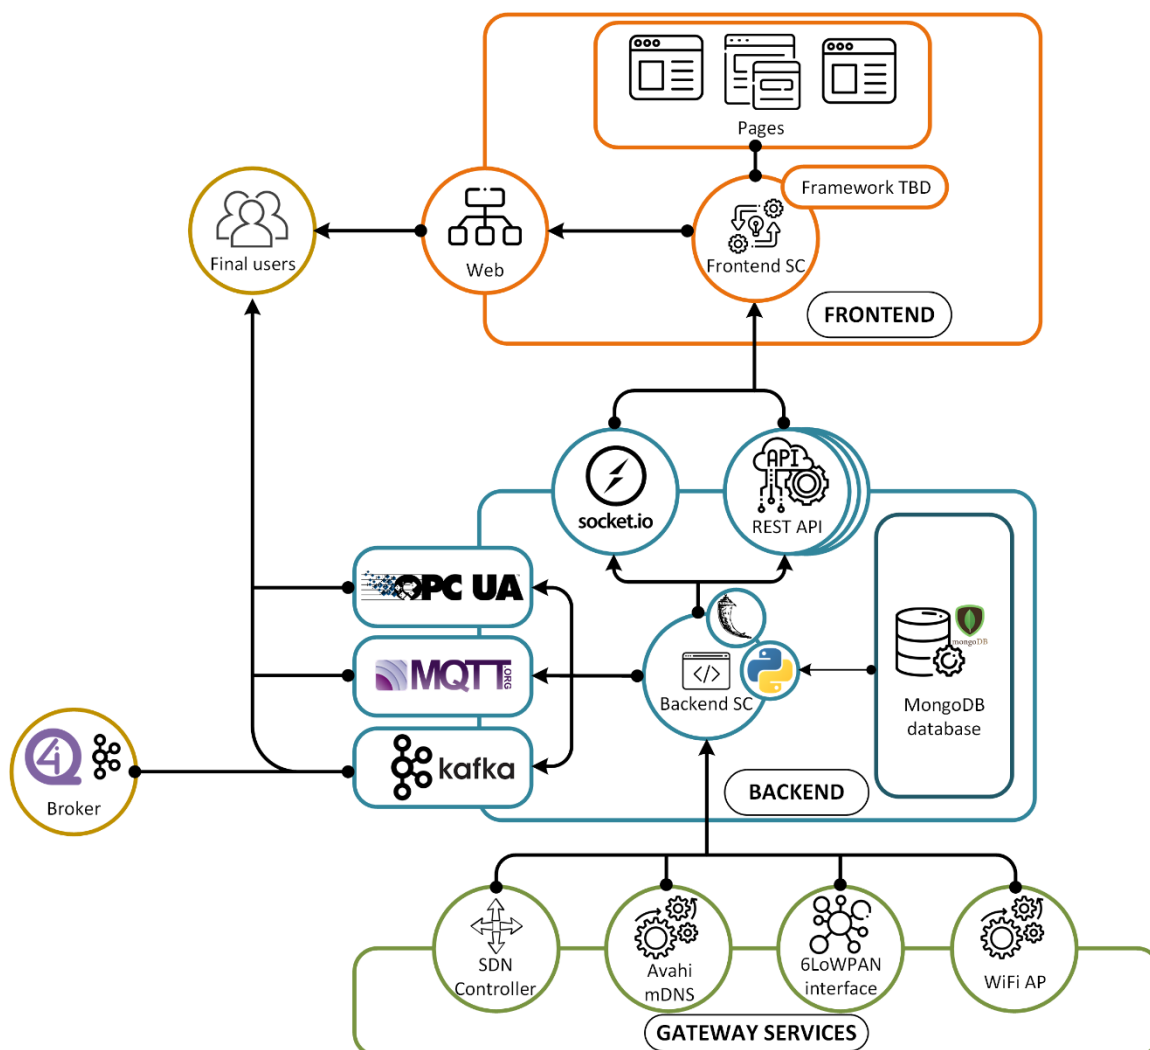 Pages
Framework TBD
Final users
Web
Frontend SC
FRONTEND
API
socket.io
REST API
OPC UA
mongoDB
MQTT.ORG
Backend SC
MongoDB
database
4i
kafka
Broker
BACKEND
SDN
Controller
Avahi
mDNS
6LoWPAN
interface
WiFi AP
GATEWAY SERVICES